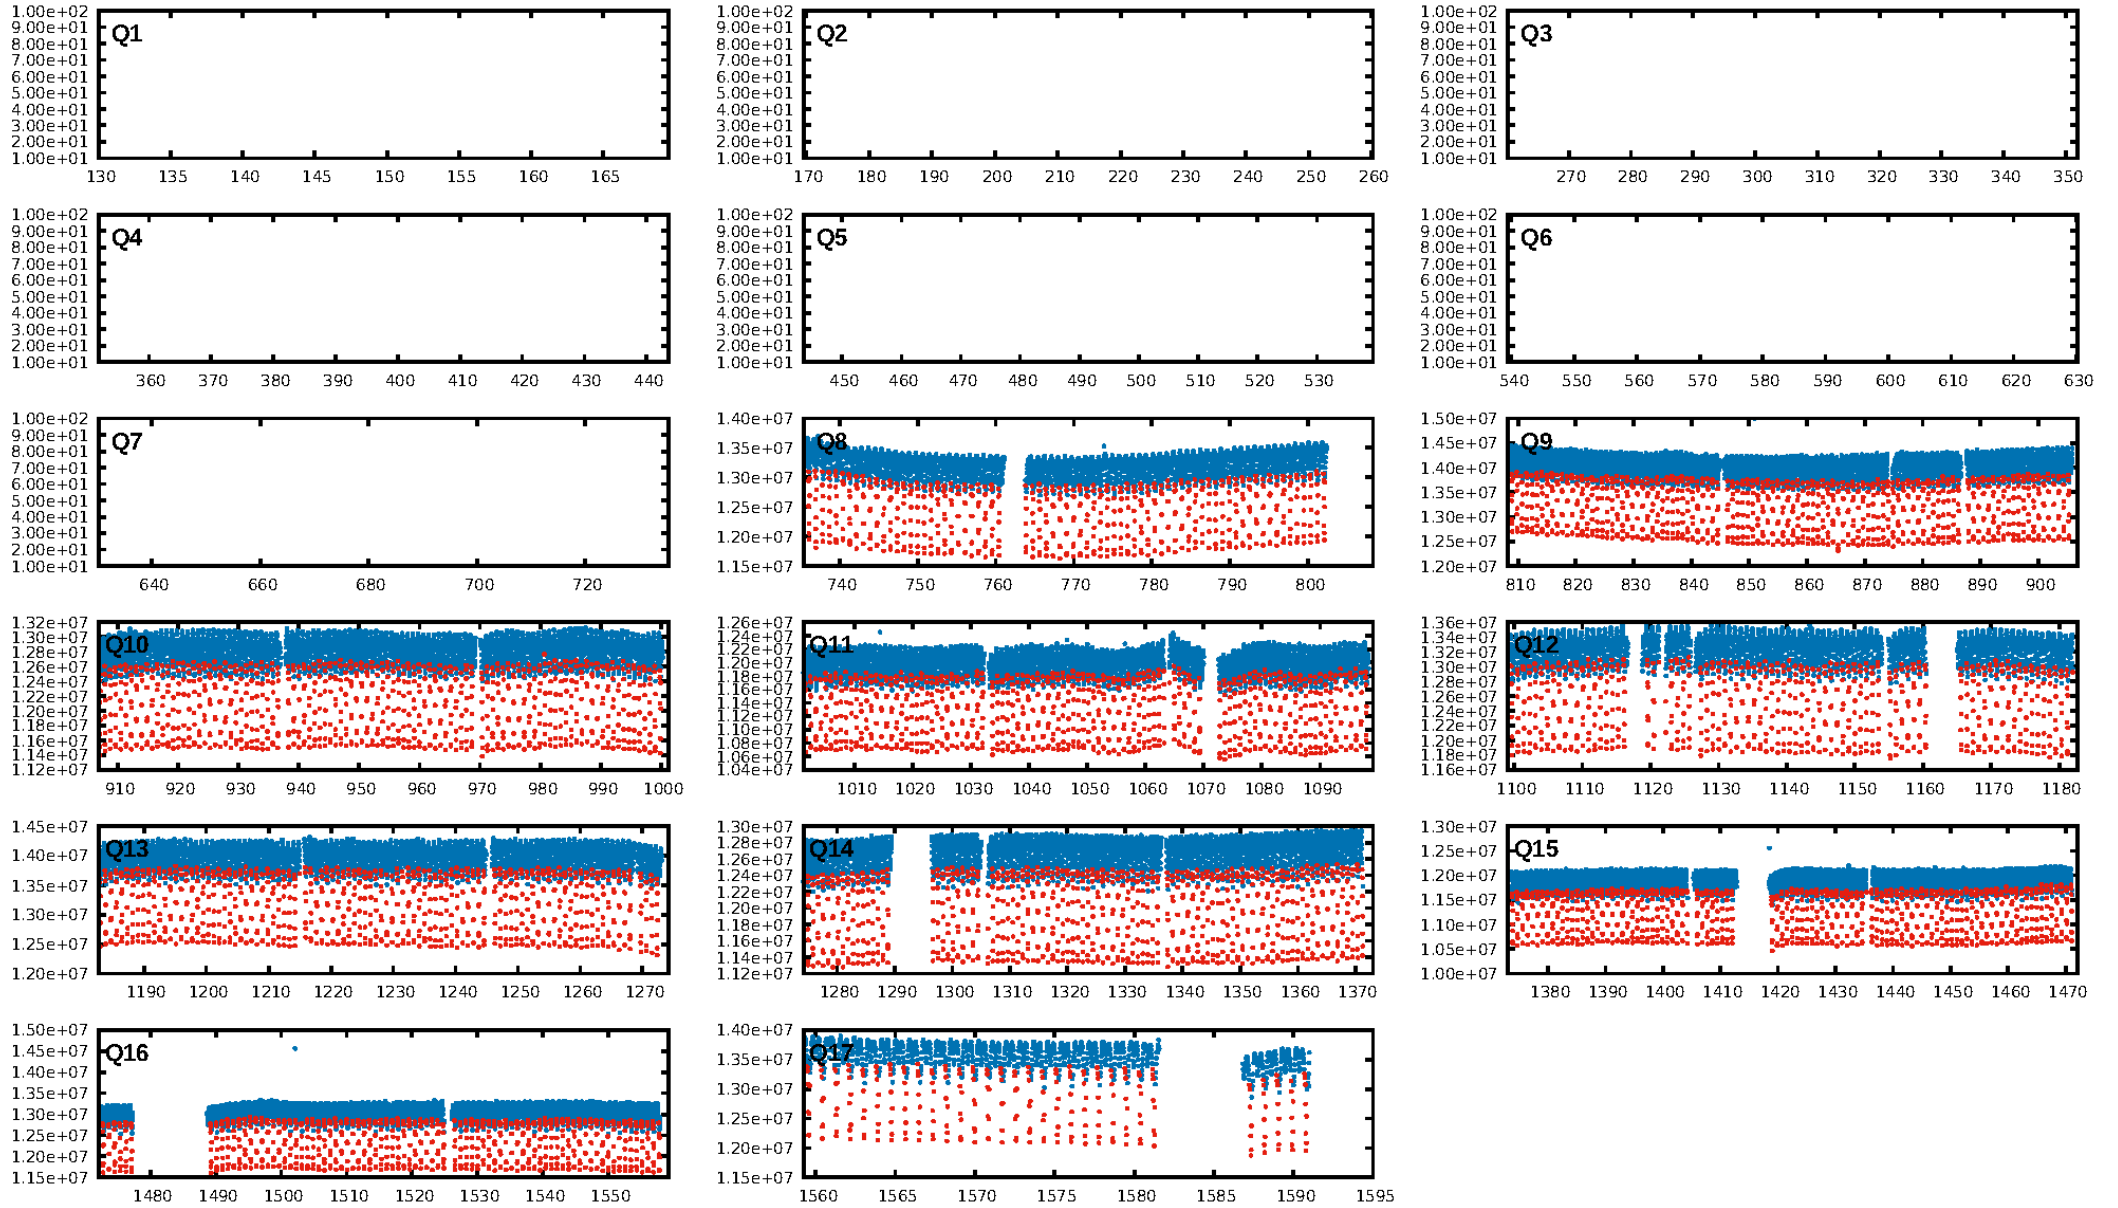 Q1
1.00e+02
9.00e+01
8.00e+01
7.00e+01
6.00e+01
5.00e+01
4.00e+01
3.00e+01
2.00e+01
1.00e+01
130 135 140 145 150 155 160 165
Q2
1.00e+02
9.00e+01
8.00e+01
7.00e+01
6.00e+01
5.00e+01
4.00e+01
3.00e+01
2.00e+01
1.00e+01
170 180 190 200 210 220 230 240 250 260
Q3
1.00e+02
9.00e+01
8.00e+01
7.00e+01
6.00e+01
5.00e+01
4.00e+01
3.00e+01
2.00e+01
1.00e+01
270 280 290 300 310 320 330 340 350
Q4
1.00e+02
9.00e+01
8.00e+01
7.00e+01
6.00e+01
5.00e+01
4.00e+01
3.00e+01
2.00e+01
1.00e+01
360 370 380 390 400 410 420 430 440
Q5
1.00e+02
9.00e+01
8.00e+01
7.00e+01
6.00e+01
5.00e+01
4.00e+01
3.00e+01
2.00e+01
1.00e+01
450 460 470 480 490 500 510 520 530
Q6
1.00e+02
9.00e+01
8.00e+01
7.00e+01
6.00e+01
5.00e+01
4.00e+01
3.00e+01
2.00e+01
1.00e+01
540 550 560 570 580 590 600 610 620 630
Q7
1.00e+02
9.00e+01
8.00e+01
7.00e+01
6.00e+01
5.00e+01
4.00e+01
3.00e+01
2.00e+01
1.00e+01
640 660 680 700 720
Q8
1.40e+07
1.35e+07
1.30e+07
1.25e+07
1.20e+07
1.15e+07
740 750 760 770 780 790 800
Q9
1.50e+07
1.45e+07
1.40e+07
1.35e+07
1.30e+07
1.25e+07
1.20e+07
810 820 830 840 850 860 870 880 890 900
Q10
1.32e+07
1.30e+07
1.28e+07
1.26e+07
1.24e+07
1.22e+07
1.20e+07
1.18e+07
1.16e+07
1.14e+07
1.12e+07
910 920 930 940 950 960 970 980 990 1000
Q11
1.26e+07
1.24e+07
1.22e+07
1.20e+07
1.18e+07
1.16e+07
1.14e+07
1.12e+07
1.10e+07
1.08e+07
1.06e+07
1.04e+07
1010 1020 1030 1040 1050 1060 1070 1080 1090
Q12
1.36e+07
1.34e+07
1.32e+07
1.30e+07
1.28e+07
1.26e+07
1.24e+07
1.22e+07
1.20e+07
1.18e+07
1.16e+07
1100 1110 1120 1130 1140 1150 1160 1170 1180
Q13
1.45e+07
1.40e+07
1.35e+07
1.30e+07
1.25e+07
1.20e+07
1190 1200 1210 1220 1230 1240 1250 1260 1270
Q14
1.30e+07
1.28e+07
1.26e+07
1.24e+07
1.22e+07
1.20e+07
1.18e+07
1.16e+07
1.14e+07
1.12e+07
1280 1290 1300 1310 1320 1330 1340 1350 1360 1370
Q15
1.30e+07
1.25e+07
1.20e+07
1.15e+07
1.10e+07
1.05e+07
1.00e+07
1380 1390 1400 1410 1420 1430 1440 1450 1460 1470
Q16
1.50e+07
1.45e+07
1.40e+07
1.35e+07
1.30e+07
1.25e+07
1.20e+07
1.15e+07
1480 1490 1500 1510 1520 1530 1540 1550
Q17
1.40e+07
1.35e+07
1.30e+07
1.25e+07
1.20e+07
1.15e+07
1560 1565 1570 1575 1580 1585 1590 1595